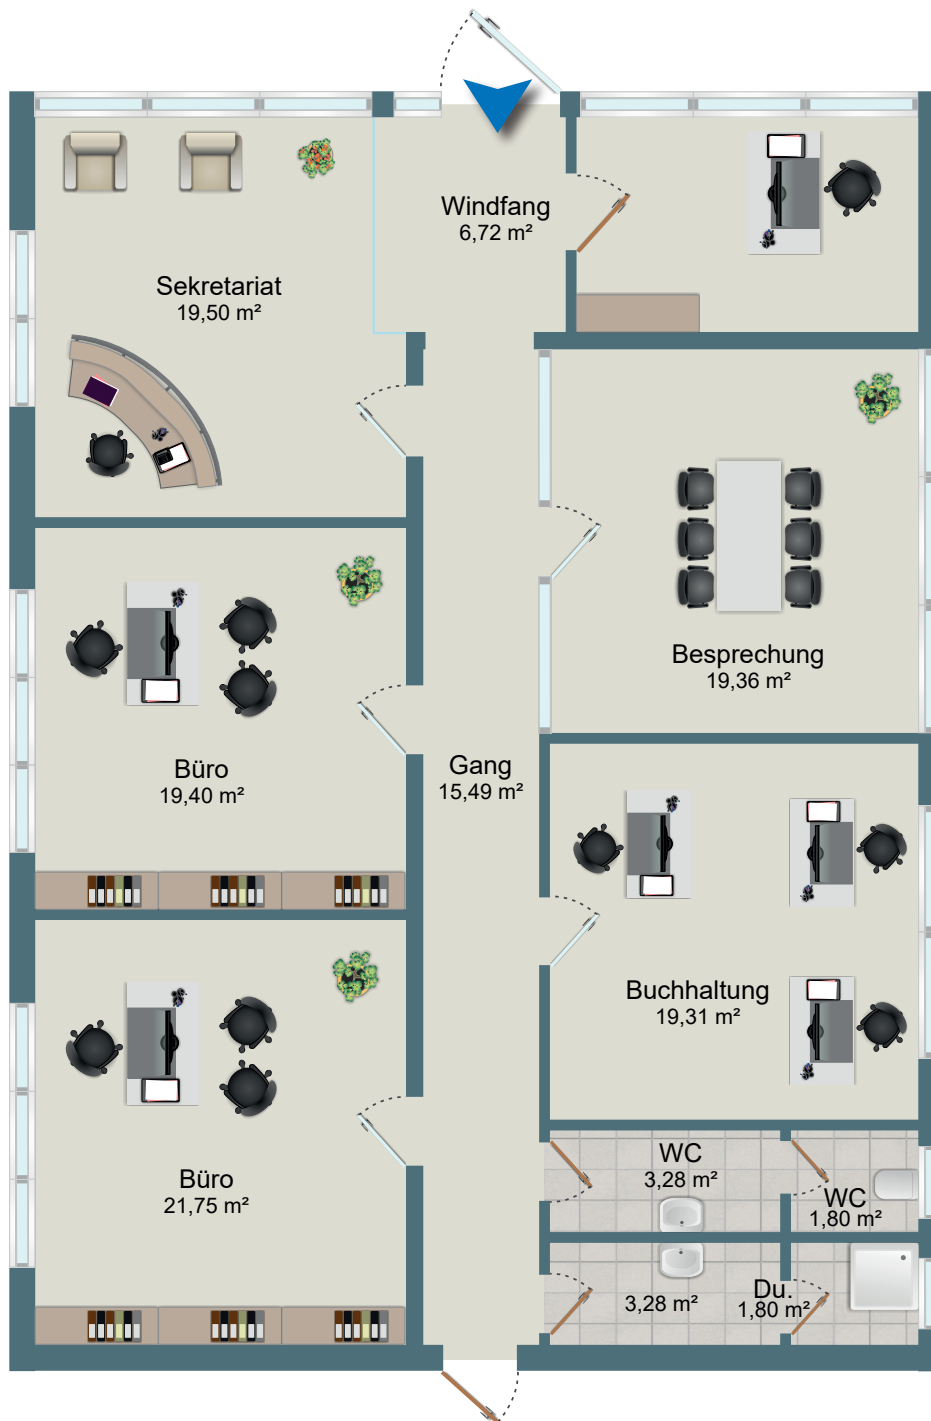 Windfang
6,72 m²
Sekretariat
19,50 m²
Besprechung
19,36 m²
Büro
19,40 m²
Gang
15,49 m²
Buchhaltung
19,31 m²
Büro
21,75 m²
WC
3,28 m²
WC
1,80 m²
3,28 m²
Du.
1,80 m²